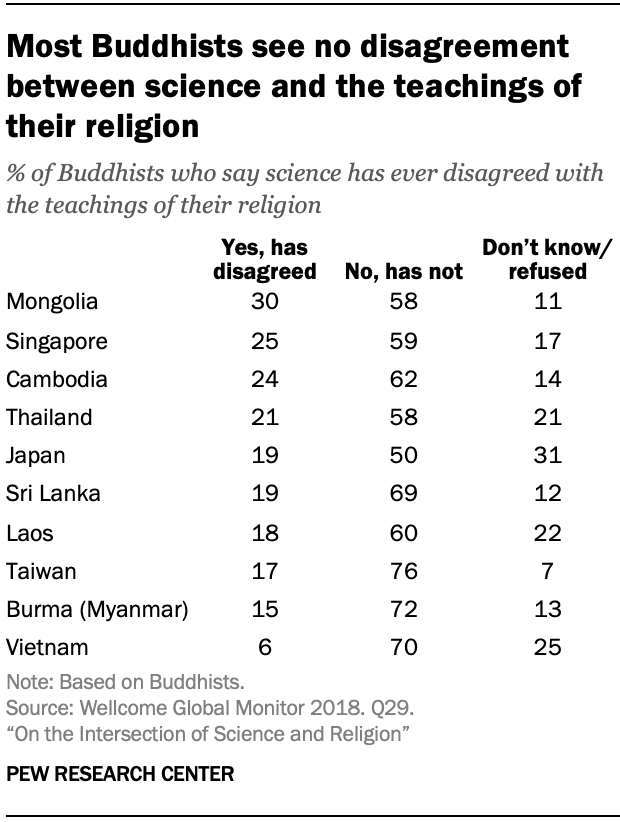 Most Buddhists see no disagreement
between science and the teachings of
their religion
% of Buddhists who say science has ever disagreed with
the teachings of their religion
Yes, has disagreed No, has not Don’t know/ refused
Mongolia 30 58 11
Singapore 25 59 17
Cambodia 24 62 14
Thailand 21 58 21
Japan 19 50 31
Sri Lanka 19 69 12
Laos 18 60 22
Taiwan 17 76 7
Burma (Myanmar) 15 72 13
Vietnam 6 70 25
Note: Based on Buddhists.
Source: Wellcome Global Monitor 2018. Q29.
“On the Intersection of Science and Religion”
PEW RESEARCH CENTER